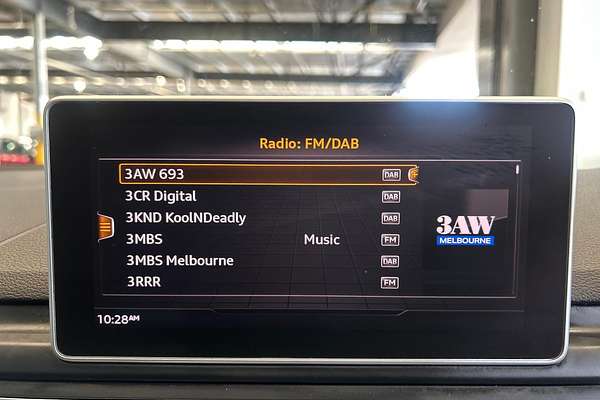 Radio: FM/DAB
3AW 693 DAB
3CR Digital DAB
3KND KoolNDeadly DAB
3MBS Music FM
3MBS Melbourne DAB
3RRR FM
3AW
MELBOURNE
10:28AM